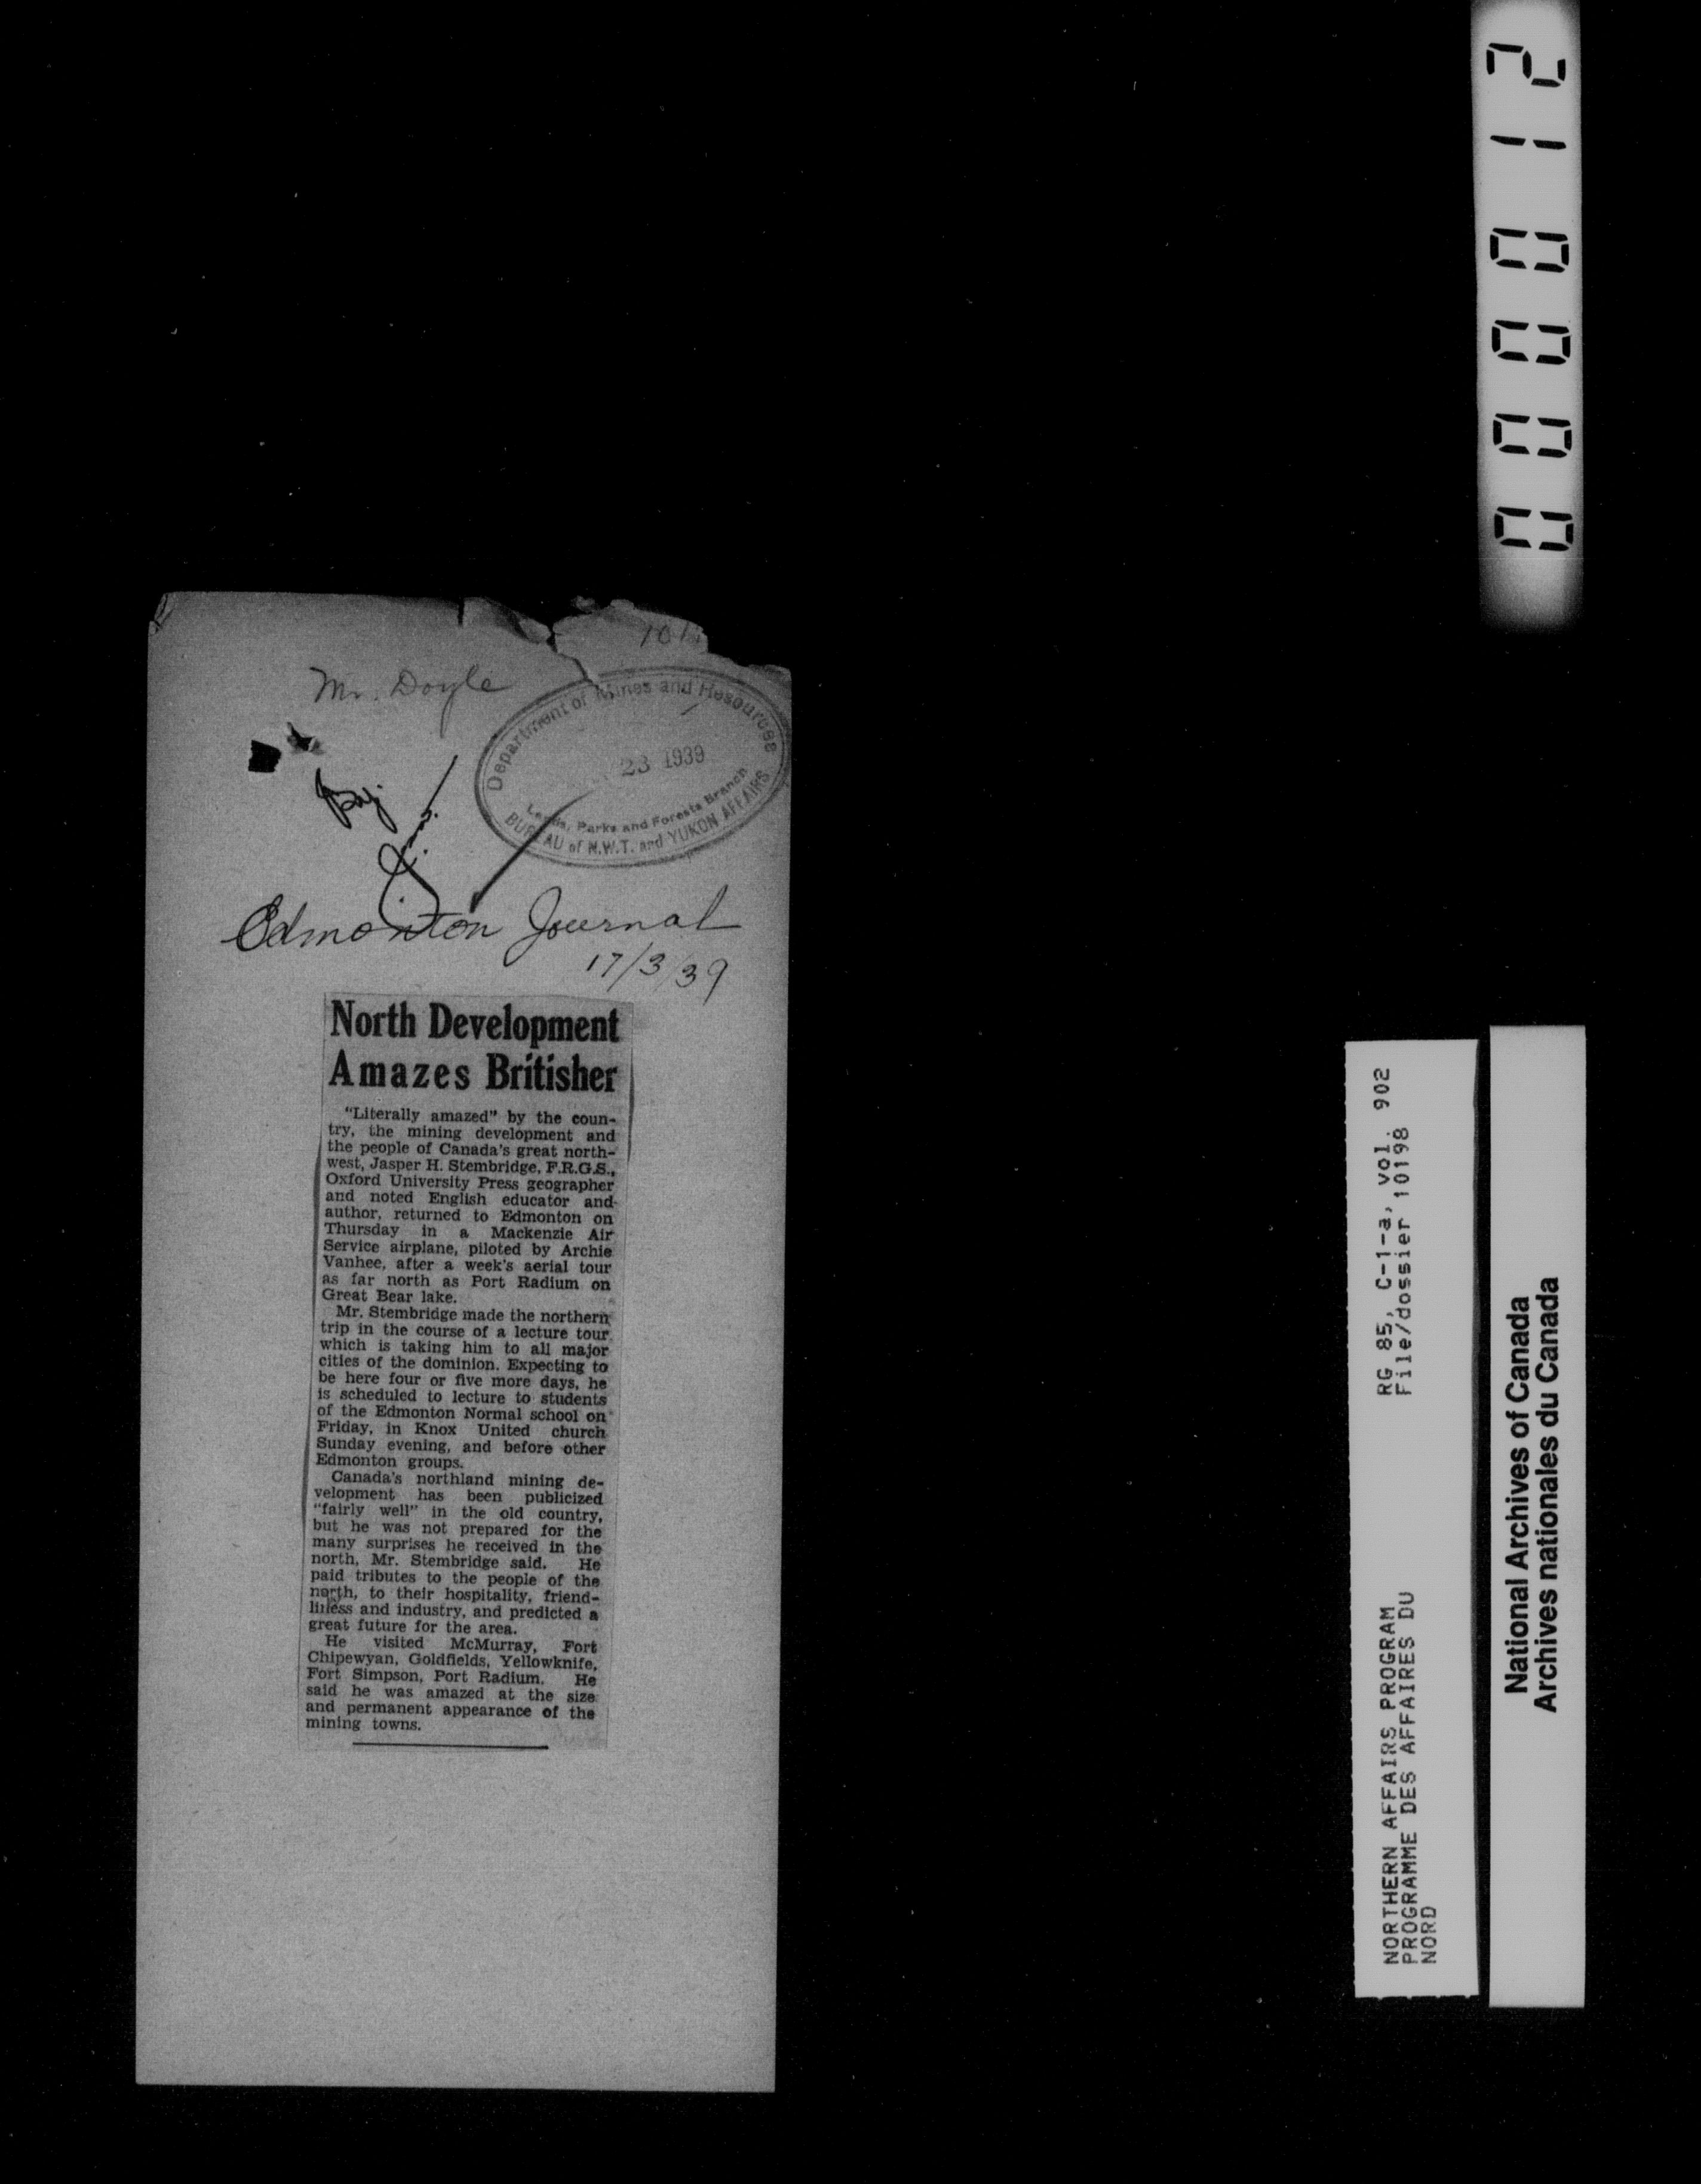 Mr. Doyle
Department of Mines and Resources
23 1939
Lands, Parks and Forests Branch
BUREAU of N.W.T. and YUKON AFFAIRS
Edmonton Journal
17/3/39
North Development
Amazes Britisher
"Literally amazed" by the coun-
try, the mining development and
the people of Canada's great north-
west, Jasper H. Stembridge, F.R.G.S.,
Oxford University Press geographer
and noted English educator and
author, returned to Edmonton on
Thursday in a Mackenzie Air
Service airplane, piloted by Archie
Vanhee, after a week's aerial tour
as far north as Port Radium on
Great Bear lake.
Mr. Stembridge made the northern
trip in the course of a lecture tour
which is taking him to all major
cities of the dominion. Expecting to
be here four or five more days, he
is scheduled to lecture to students
of the Edmonton Normal school on
Friday, in Knox United church
Sunday evening, and before other
Edmonton groups.
Canada's northland mining de-
velopment has been publicized
"fairly well" in the old country,
but he was not prepared for the
many surprises he received in the
north, Mr. Stembridge said. He
paid tributes to the people of the
north, to their hospitality, friend-
liness and industry, and predicted a
great future for the area.
He visited McMurray, Fort
Chipewyan, Goldfields, Yellowknife,
Fort Simpson, Port Radium. He
said he was amazed at the size
and permanent appearance of the
mining towns.
000012
RG 85, C-1-a, vol. 902
File/dossier 10198
NORTHERN AFFAIRS PROGRAM
PROGRAMME DES AFFAIRES DU
NORD
National Archives of Canada
Archives nationales du Canada